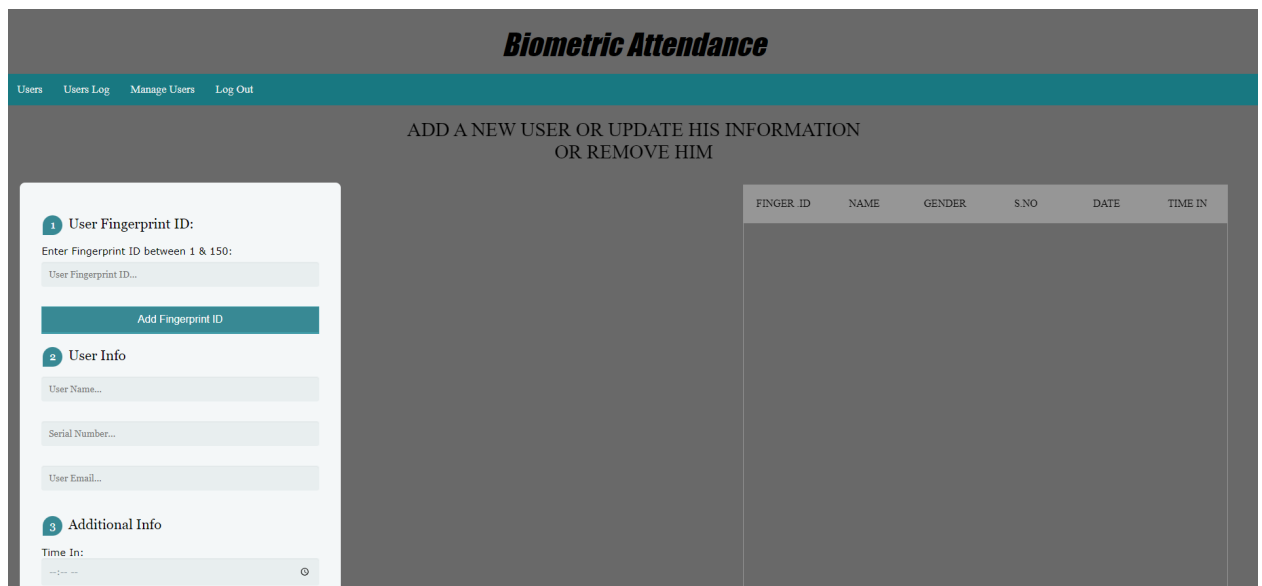 Biometric Attendance
Users Users Log Manage Users Log Out
ADD A NEW USER OR UPDATE HIS INFORMATION
OR REMOVE HIM
1 User Fingerprint ID:
Enter Fingerprint ID between 1 & 150:
User Fingerprint ID...
Add Fingerprint ID
2 User Info
User Name...
Serial Number...
User Email...
3 Additional Info
Time In:
--:-- --
FINGER .ID NAME GENDER S.NO DATE TIME IN